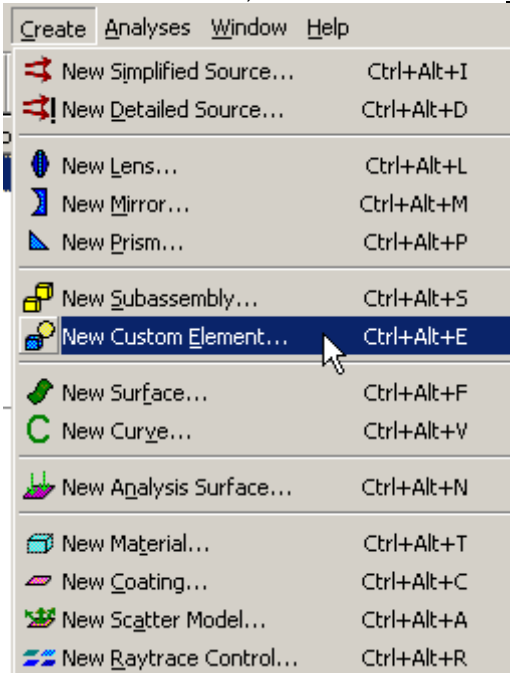 Create Analyses Window Help
New Simplified Source... Ctrl+Alt+I
New Detailed Source... Ctrl+Alt+D
New Lens... Ctrl+Alt+L
New Mirror... Ctrl+Alt+M
New Prism... Ctrl+Alt+P
New Subassembly... Ctrl+Alt+S
New Custom Element... Ctrl+Alt+E
New Surface... Ctrl+Alt+F
New Curve... Ctrl+Alt+V
New Analysis Surface... Ctrl+Alt+N
New Material... Ctrl+Alt+T
New Coating... Ctrl+Alt+C
New Scatter Model... Ctrl+Alt+A
New Raytrace Control... Ctrl+Alt+R